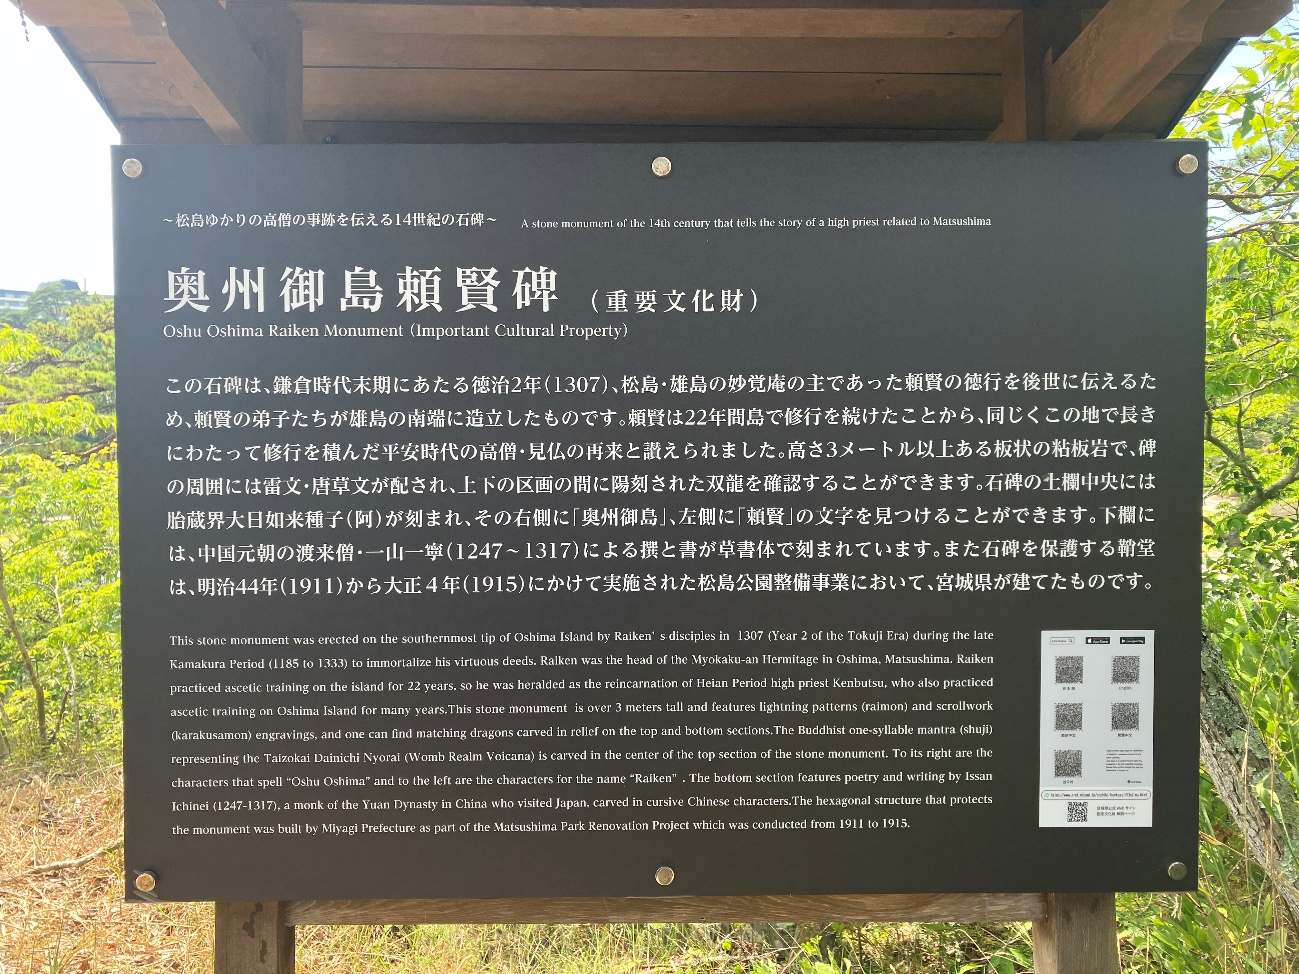 ～松島ゆかりの高僧の事跡を伝える14世紀の石碑～ A stone monument of the 14th century that tells the story of a high priest related to Matsushima
奥州御島頼賢碑 （重要文化財）
Oshu Oshima Raiken Monument (Important Cultural Property)
この石碑は、鎌倉時代末期にあたる徳治2年(1307)、松島・雄島の妙覚庵の主であった頼賢の徳行を後世に伝えるた
め、頼賢の弟子たちが雄島の南端に造立したものです。頼賢は22年間島で修行を続けたことから、同じくこの地で長き
にわたって修行を積んだ平安時代の高僧・見仏の再来と讃えられました。高さ3メートル以上ある板状の粘板岩で、碑
の周囲には雷文・唐草文が配され、上下の区画の間に陽刻された双龍を確認することができます。石碑の上欄中央には
胎蔵界大日如来種子（阿）が刻まれ、その右側に「奥州御島」、左側に「頼賢」の文字を見つけることができます。下欄に
は、中国元朝の渡来僧・一山一寧(1247～1317)による撰と書が草書体で刻まれています。また石碑を保護する鞘堂
は、明治44年(1911)から大正４年(1915)にかけて実施された松島公園整備事業において、宮城県が建てたものです。
This stone monument was erected on the southernmost tip of Oshima Island by Raiken' s disciples in 1307 (Year 2 of the Tokuji Era) during the late
Kamakura Period (1185 to 1333) to immortalize his virtuous deeds. Raiken was the head of the Myokaku-an Hermitage in Oshima, Matsushima. Raiken
practiced ascetic training on the island for 22 years, so he was heralded as the reincarnation of Heian Period high priest Kenbutsu, who also practiced
ascetic training on Oshima Island for many years.This stone monument is over 3 meters tall and features lightning patterns (raimon) and scrollwork
(karakusamon) engravings, and one can find matching dragons carved in relief on the top and bottom sections.The Buddhist one-syllable mantra (shuji)
representing the Taizokai Dainichi Nyorai (Womb Realm Voicana) is carved in the center of the top section of the stone monument. To its right are the
characters that spell "Oshu Oshima" and to the left are the characters for the name "Raiken" . The bottom section features poetry and writing by Issan
Ichinei (1247-1317), a monk of the Yuan Dynasty in China who visited Japan, carved in cursive Chinese characters.The hexagonal structure that protects
the monument was built by Miyagi Prefecture as part of the Matsushima Park Renovation Project which was conducted from 1911 to 1915.
日本語 English